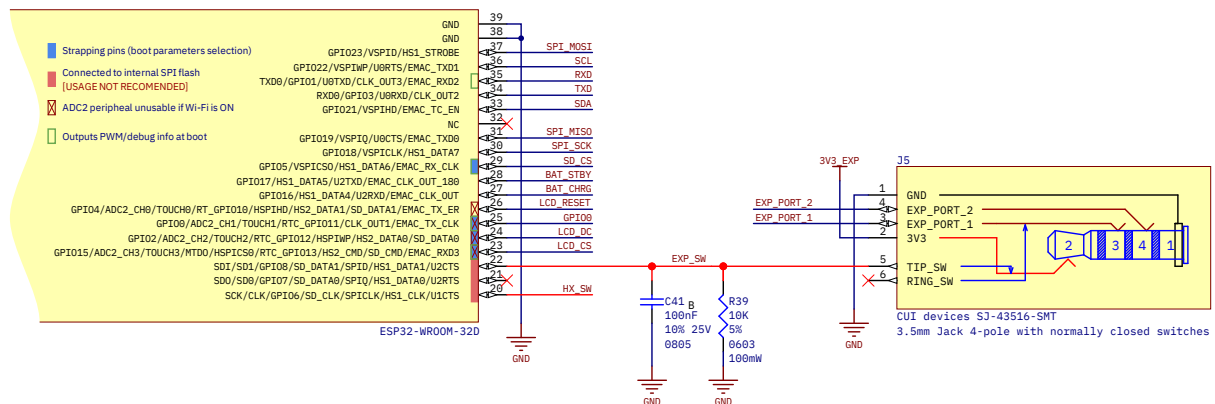 GND 39
GND 38
GPIO23/VSPID/HS1_STROBE 37 SPI_MOSI
GPIO22/VSPIWP/U0RTS/EMAC_TXD1 36 SCL
TXD0/GPIO1/U0TXD/CLK_OUT3/EMAC_RXD2 35 RXD
RXD0/GPIO3/U0RXD/CLK_OUT2 34 TXD
GPIO21/VSPIHD/EMAC_TC_EN 33 SDA
NC 32
GPIO19/VSPIQ/U0CTS/EMAC_TXD0 31 SPI_MISO
GPIO18/VSPICLK/HS1_DATA7 30 SPI_SCK
GPIO5/VSPICS0/HS1_DATA6/EMAC_RX_CLK 29 SD_CS
GPIO17/HS1_DATA5/U2TXD/EMAC_CLK_OUT_180 28 BAT_STBY
GPIO16/HS1_DATA4/U2RXD/EMAC_CLK_OUT 27 BAT_CHRG
GPIO4/ADC2_CH0/TOUCH0/RT_GPIO10/HSPIHD/HS2_DATA1/SD_DATA1/EMAC_TX_ER 26 LCD_RESET
GPIO0/ADC2_CH1/TOUCH1/RTC_GPIO11/CLK_OUT1/EMAC_TX_CLK 25 GPIO0
GPIO2/ADC2_CH2/TOUCH2/RTC_GPIO12/HSPIWP/HS2_DATA0/SD_DATA0 24 LCD_DC
GPIO15/ADC2_CH3/TOUCH3/MTDO/HSPICS0/RTC_GPIO13/HS2_CMD/SD_CMD/EMAC_RXD3 23 LCD_CS
SDI/SD1/GPIO8/SD_DATA1/SPID/HS1_DATA1/U2CTS 22 EXP_SW
SD0/SD0/GPIO7/SD_DATA0/SPIQ/HS1_DATA0/U2RTS 21
SCK/CLK/GPIO6/SD_CLK/SPICLK/HS1_CLK/U1CTS 20 HX_SW
Strapping pins (boot parameters selection)
Connected to internal SPI flash
[USAGE NOT RECOMENDED]
ADC2 peripheal unusable if Wi-Fi is ON
Outputs PWM/debug info at boot
ESP32-WROOM-32D
GND
C41 B
100nF
10% 25V
0805
GND
R39
10K
5%
0603
100mW
GND
3V3_EXP
EXP_PORT_2
EXP_PORT_1
GND
J5
1 GND
4 EXP_PORT_2
3 EXP_PORT_1
2 3V3
5 TIP_SW
6 RING_SW
2 3 4 1
CUI devices SJ-43516-SMT
3.5mm Jack 4-pole with normally closed switches